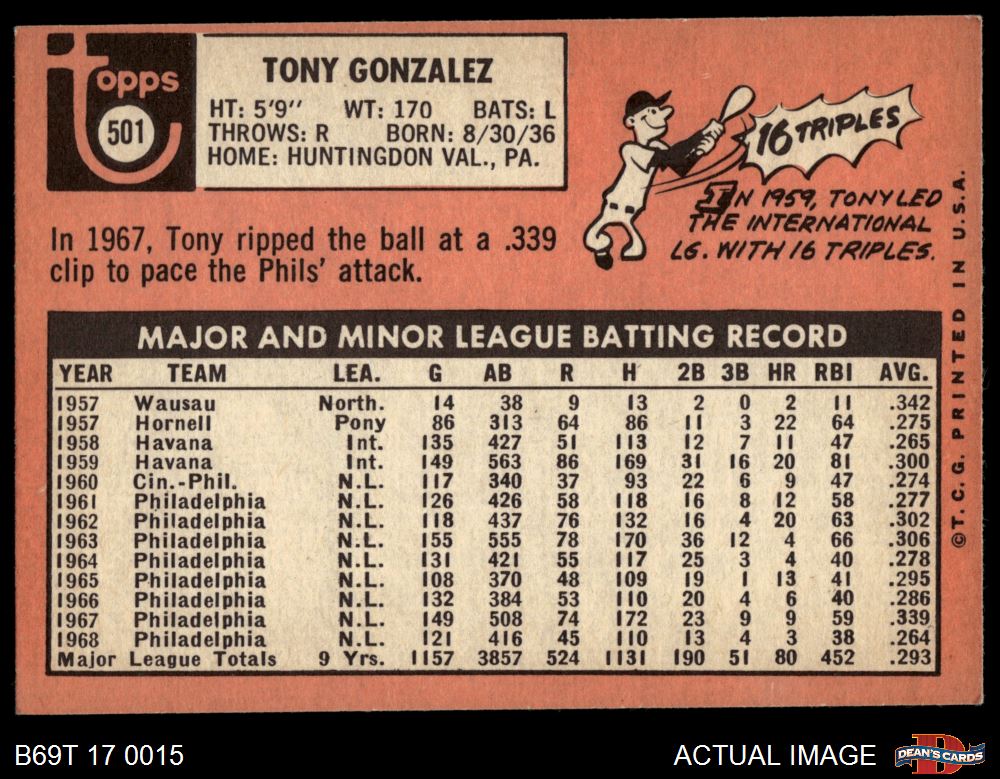 Topps
501
TONY GONZALEZ
HT: 5'9" WT: 170 BATS: L
THROWS: R BORN: 8/30/36
HOME: HUNTINGDON VAL., PA.
In 1967, Tony ripped the ball at a .339
clip to pace the Phils' attack.
16 TRIPLES
IN 1959, TONY LED
THE INTERNATIONAL
LG. WITH 16 TRIPLES.
MAJOR AND MINOR LEAGUE BATTING RECORD
YEAR TEAM LEA. G AB R H 2B 3B HR RBI AVG.
1957 Wausau North. 14 38 9 13 2 0 2 11 .342
1957 Hornell Pony 86 313 64 86 11 3 22 64 .275
1958 Havana Int. 135 427 51 113 12 7 11 47 .265
1959 Havana Int. 149 563 86 169 31 16 20 81 .300
1960 Cin.-Phil. N.L. 117 340 37 93 22 6 9 47 .274
1961 Philadelphia N.L. 126 426 58 118 16 8 12 58 .277
1962 Philadelphia N.L. 118 437 76 132 16 4 20 63 .302
1963 Philadelphia N.L. 155 555 78 170 36 12 4 66 .306
1964 Philadelphia N.L. 131 421 55 117 25 3 4 40 .278
1965 Philadelphia N.L. 108 370 48 109 19 1 13 41 .295
1966 Philadelphia N.L. 132 384 53 110 20 4 6 40 .286
1967 Philadelphia N.L. 149 508 74 172 23 9 9 59 .339
1968 Philadelphia N.L. 121 416 45 110 13 4 3 38 .264
Major League Totals 9 Yrs. 1157 3857 524 1131 190 51 80 452 .293
©T.C.G. PRINTED IN U.S.A.
B69T 17 0015
ACTUAL IMAGE
DEAN'S CARDS